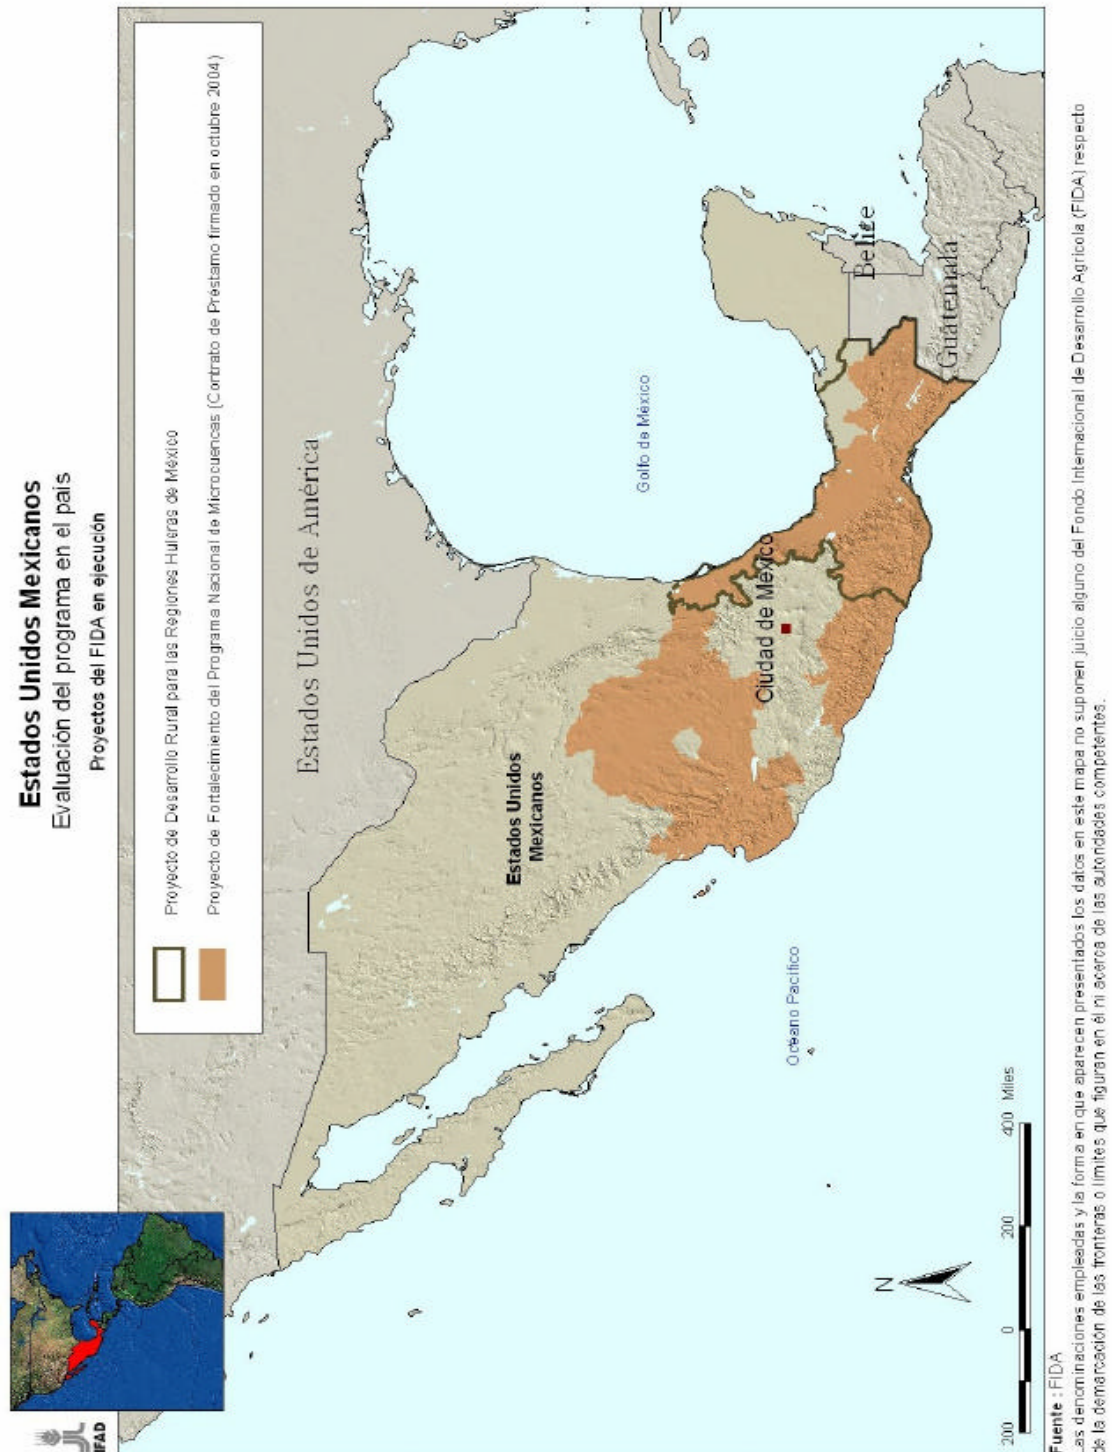 Estados Unidos Mexicanos
Evaluación del programa en el país
Proyectos del FIDA en ejecución
IFAD
Proyecto de Desarrollo Rural para las Regiones Huleras de México
Proyecto de Fortalecimiento del Programa Nacional de Microcuencas (Contrato de Préstamo firmado en octubre 2004)
Estados Unidos de América
Estados Unidos
Mexicanos
Golfo de México
Ciudad de México
Belice
Guatemala
Océano Pacífico
N
200 0 200 400 Miles
Fuente : FIDA
Las denominaciones empleadas y la forma en que aparecen presentados los datos en este mapa no suponen juicio alguno del Fondo Internacional de Desarrollo Agrícola (FIDA) respecto
de la demarcación de las fronteras o límites que figuran en él ni acerca de las autoridades competentes.